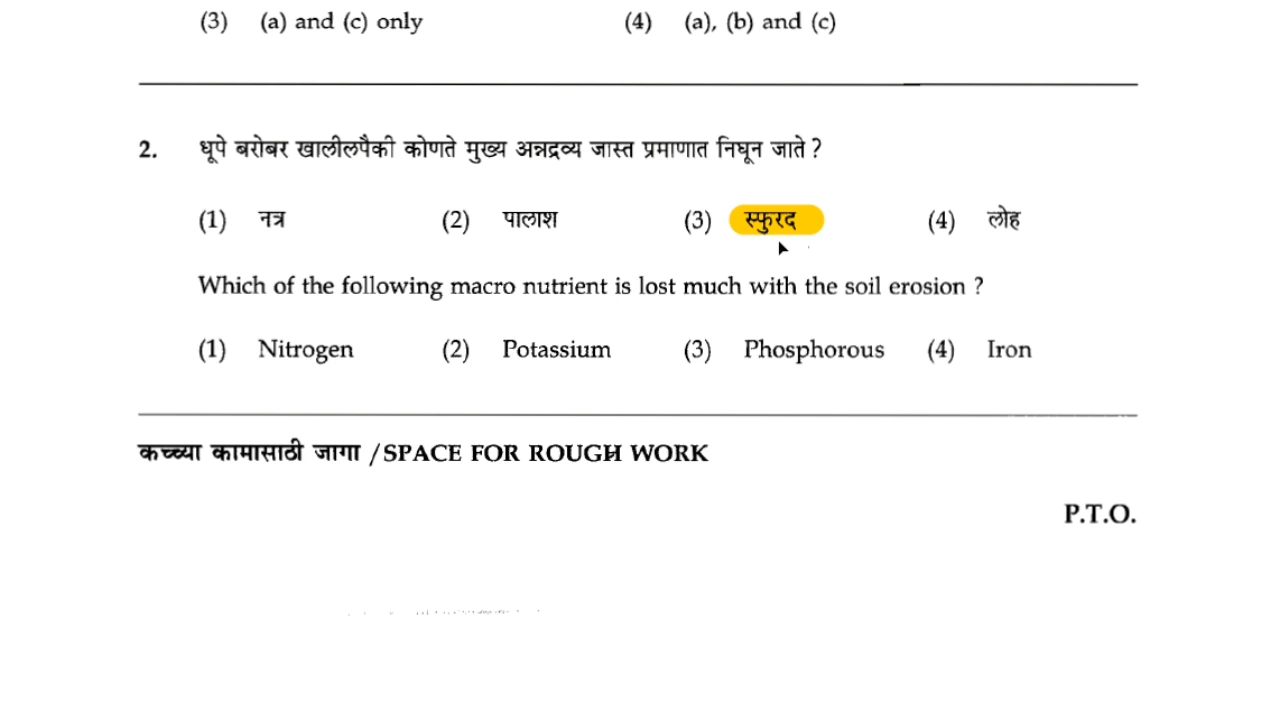 (3) (a) and (c) only (4) (a), (b) and (c)
2. धूपे बरोबर खालीलपैकी कोणते मुख्य अन्नद्रव्य जास्त प्रमाणात निघून जाते ?
(1) नत्र (2) पालाश (3) स्फुरद (4) लोह
Which of the following macro nutrient is lost much with the soil erosion ?
(1) Nitrogen (2) Potassium (3) Phosphorous (4) Iron
कच्च्या कामासाठी जागा / SPACE FOR ROUGH WORK
P.T.O.